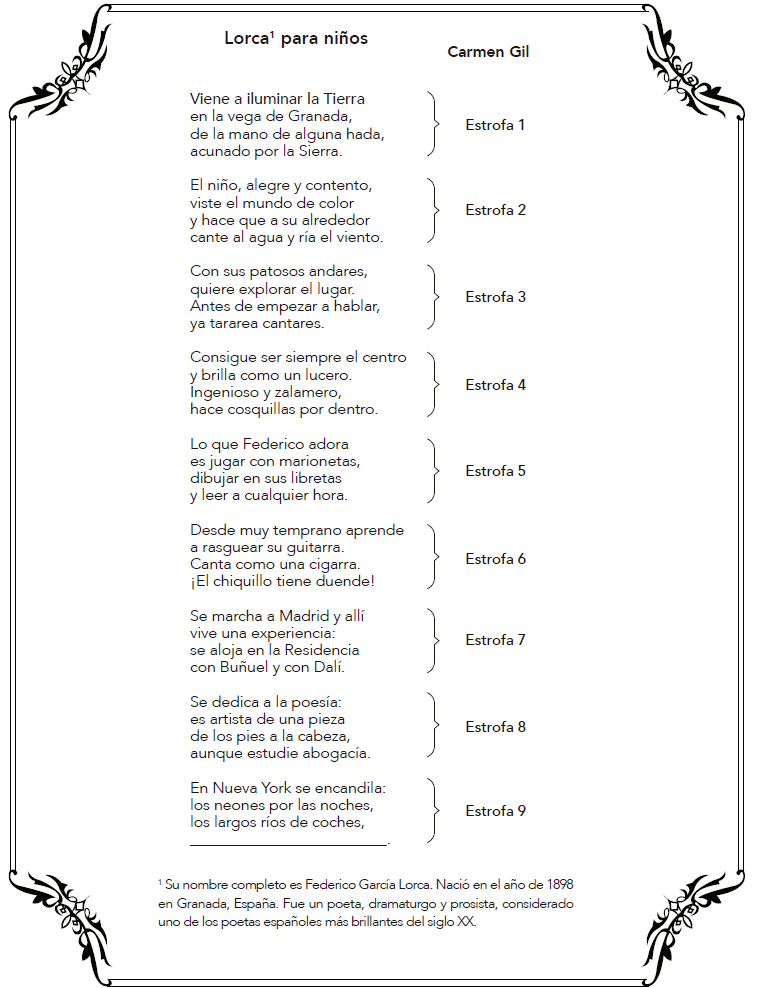 Lorca¹ para niños
Carmen Gil
Viene a iluminar la Tierra
en la vega de Granada,
de la mano de alguna hada,
acunado por la Sierra.
Estrofa 1
El niño, alegre y contento,
viste el mundo de color
y hace que a su alrededor
cante al agua y ría el viento.
Estrofa 2
Con sus patosos andares,
quiere explorar el lugar.
Antes de empezar a hablar,
ya tararea cantares.
Estrofa 3
Consigue ser siempre el centro
y brilla como un lucero.
Ingenioso y zalamero,
hace cosquillas por dentro.
Estrofa 4
Lo que Federico adora
es jugar con marionetas,
dibujar en sus libretas
y leer a cualquier hora.
Estrofa 5
Desde muy temprano aprende
a rasguear su guitarra.
Canta como una cigarra.
¡El chiquillo tiene duende!
Estrofa 6
Se marcha a Madrid y allí
vive una experiencia:
se aloja en la Residencia
con Buñuel y con Dalí.
Estrofa 7
Se dedica a la poesía:
es artista de una pieza
de los pies a la cabeza,
aunque estudie abogacía.
Estrofa 8
En Nueva York se encandila:
los neones por las noches,
los largos ríos de coches,
_________________________.
Estrofa 9
¹ Su nombre completo es Federico García Lorca. Nació en el año de 1898
en Granada, España. Fue un poeta, dramaturgo y prosista, considerado
uno de los poetas españoles más brillantes del siglo XX.